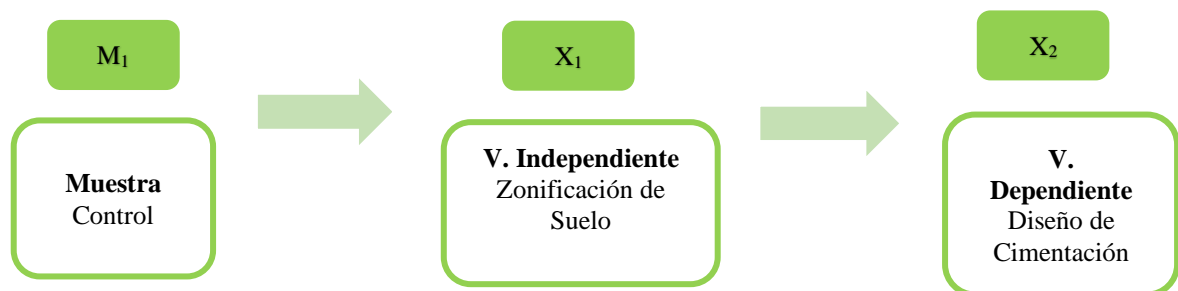 M₁
Muestra
Control
X₁
V. Independiente
Zonificación de
Suelo
X₂
V.
Dependiente
Diseño de
Cimentación